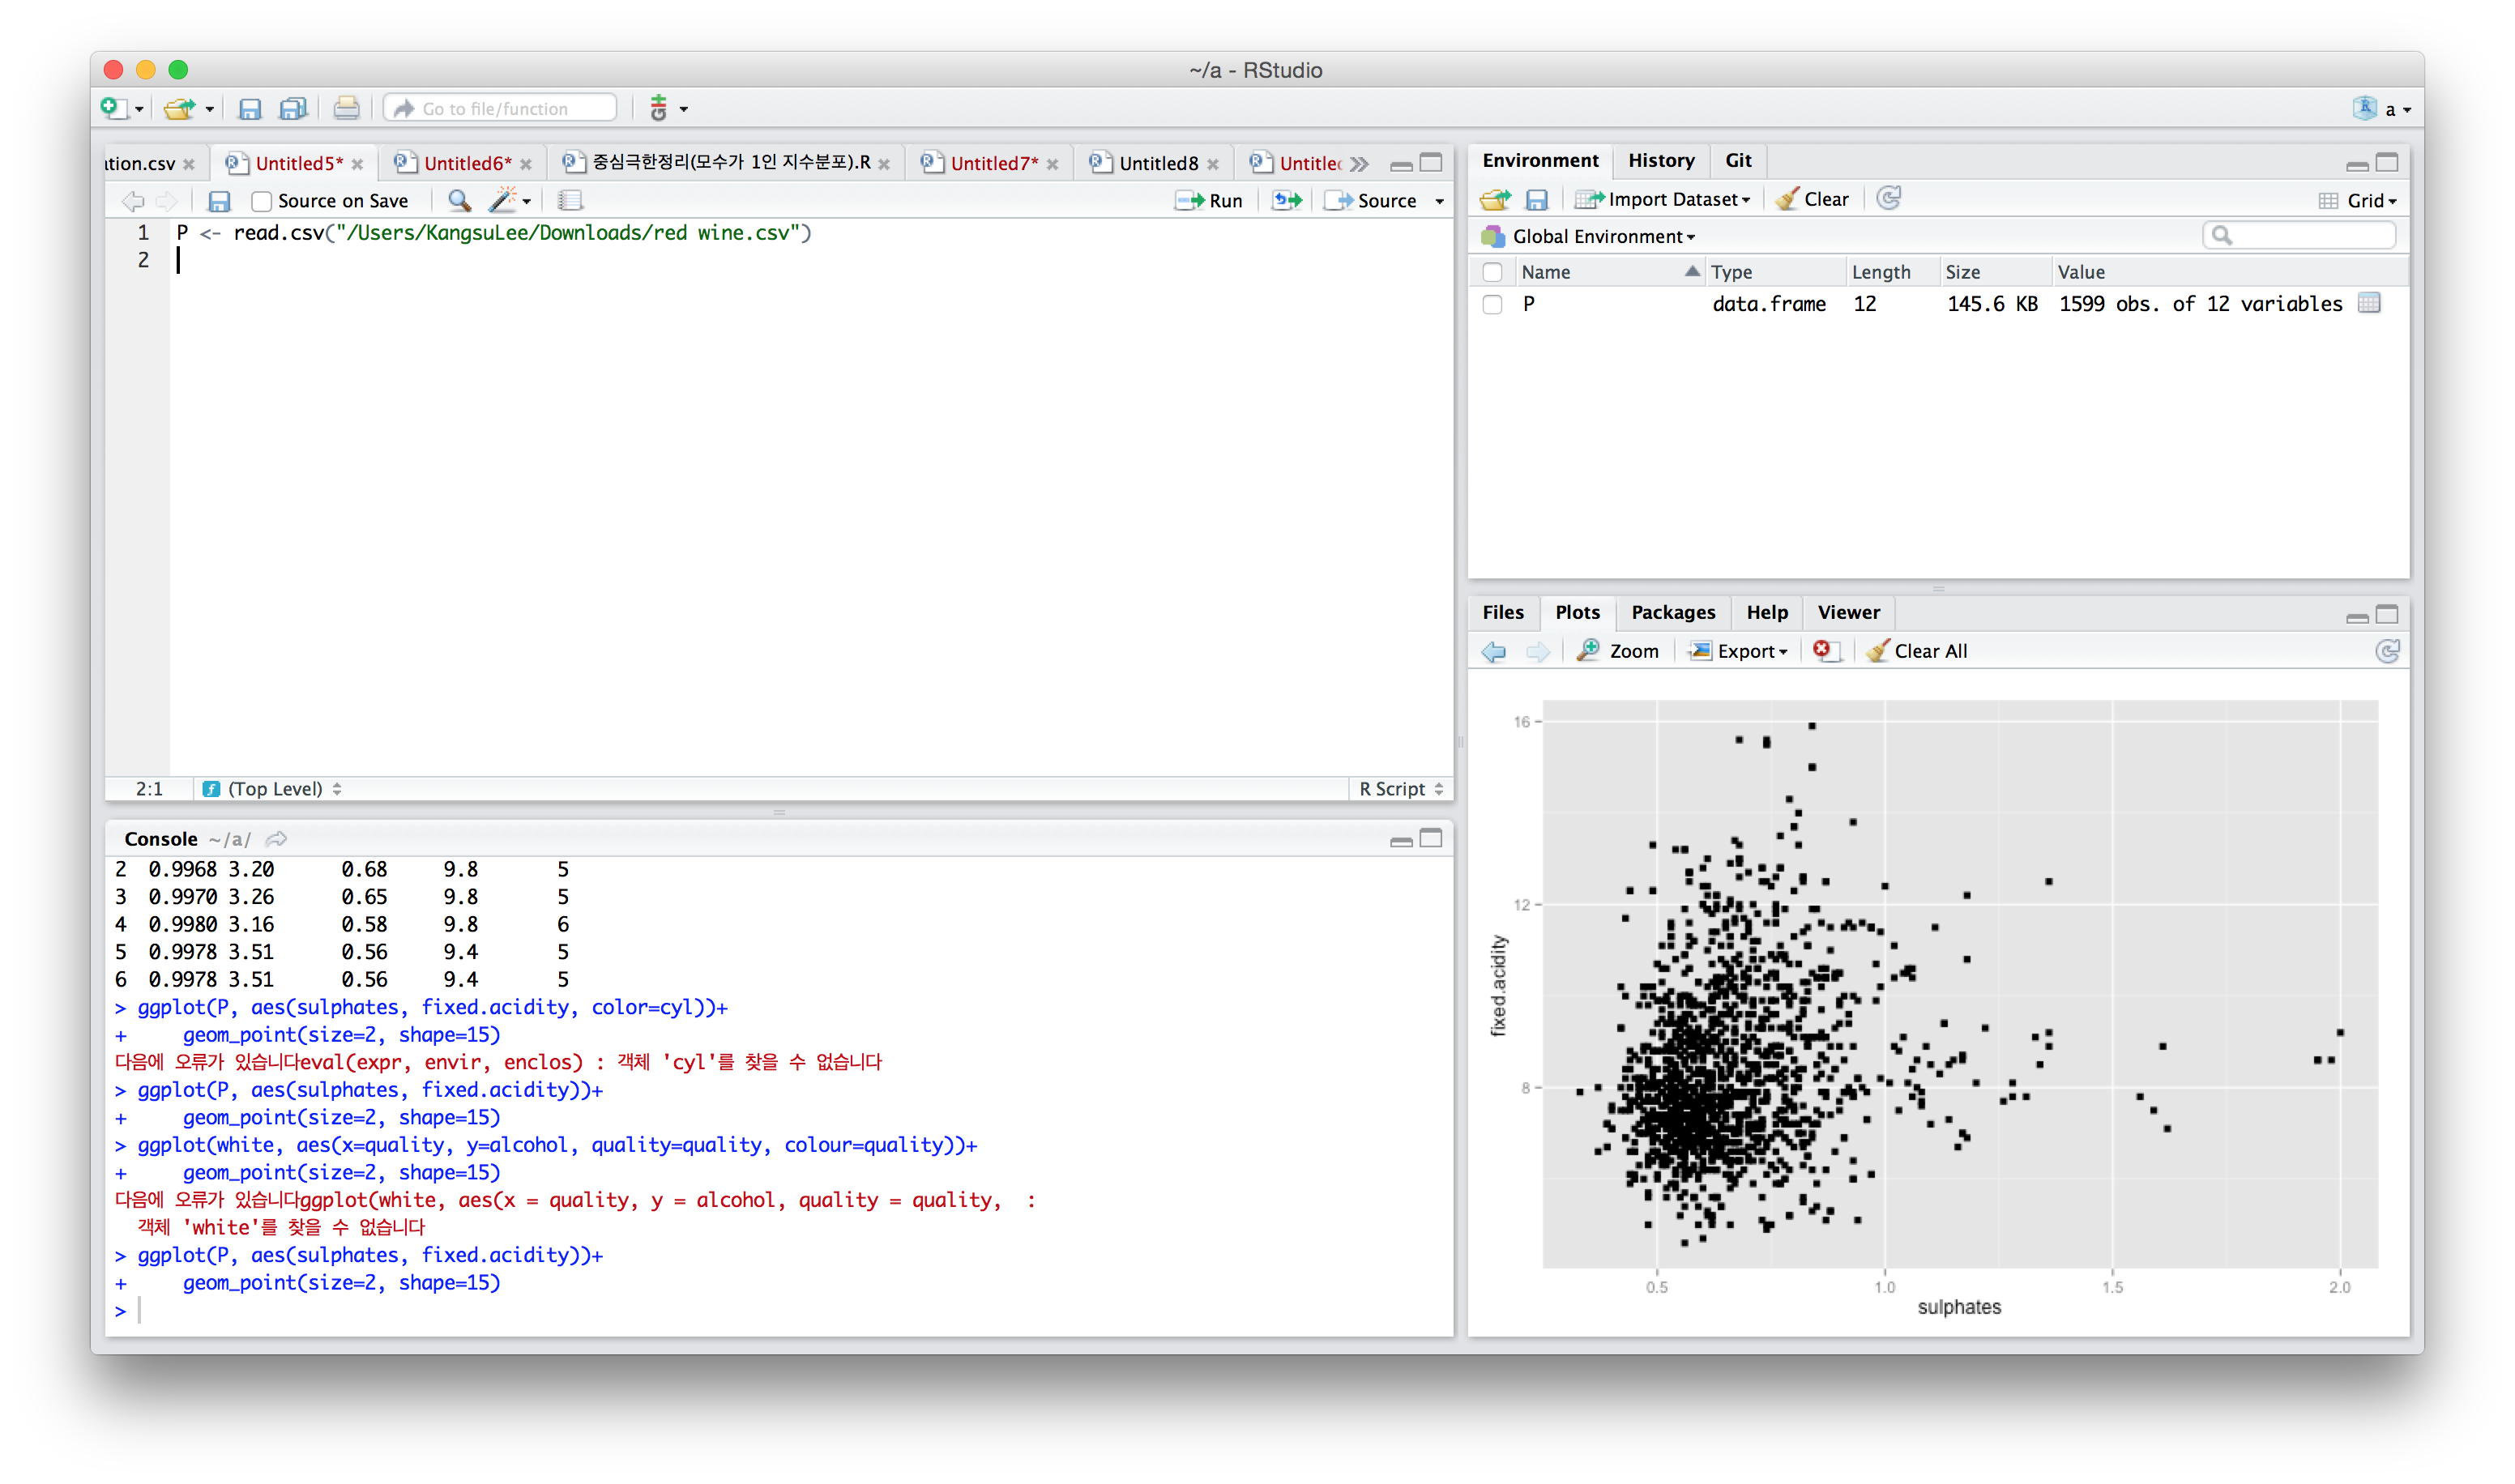 ~/a - RStudio
Go to file/function
a
ation.csv
Untitled5*
Untitled6*
중심극한정리(모수가 1인 지수분포).R
Untitled7*
Untitled8
Source on Save
Run
Source
1 P <- read.csv("/Users/KangsuLee/Downloads/red wine.csv")
2
2:1
(Top Level)
R Script
Console ~/a/
2 0.9968 3.20 0.68 9.8 5
3 0.9970 3.26 0.65 9.8 5
4 0.9980 3.16 0.58 9.8 6
5 0.9978 3.51 0.56 9.4 5
6 0.9978 3.51 0.56 9.4 5
> ggplot(P, aes(sulphates, fixed.acidity, color=cyl))+
+ geom_point(size=2, shape=15)
다음에 오류가 있습니다eval(expr, envir, enclos) : 객체 'cyl'를 찾을 수 없습니다
> ggplot(P, aes(sulphates, fixed.acidity))+
+ geom_point(size=2, shape=15)
> ggplot(white, aes(x=quality, y=alcohol, quality=quality, colour=quality))+
+ geom_point(size=2, shape=15)
다음에 오류가 있습니다ggplot(white, aes(x = quality, y = alcohol, quality = quality, :
객체 'white'를 찾을 수 없습니다
> ggplot(P, aes(sulphates, fixed.acidity))+
+ geom_point(size=2, shape=15)
>
Environment
History
Git
Import Dataset
Clear
Grid
Global Environment
Name Type Length Size Value
P data.frame 12 145.6 KB 1599 obs. of 12 variables
Files
Plots
Packages
Help
Viewer
Zoom
Export
Clear All
16
12
8
fixed.acidity
0.5 1.0 1.5 2.0
sulphates